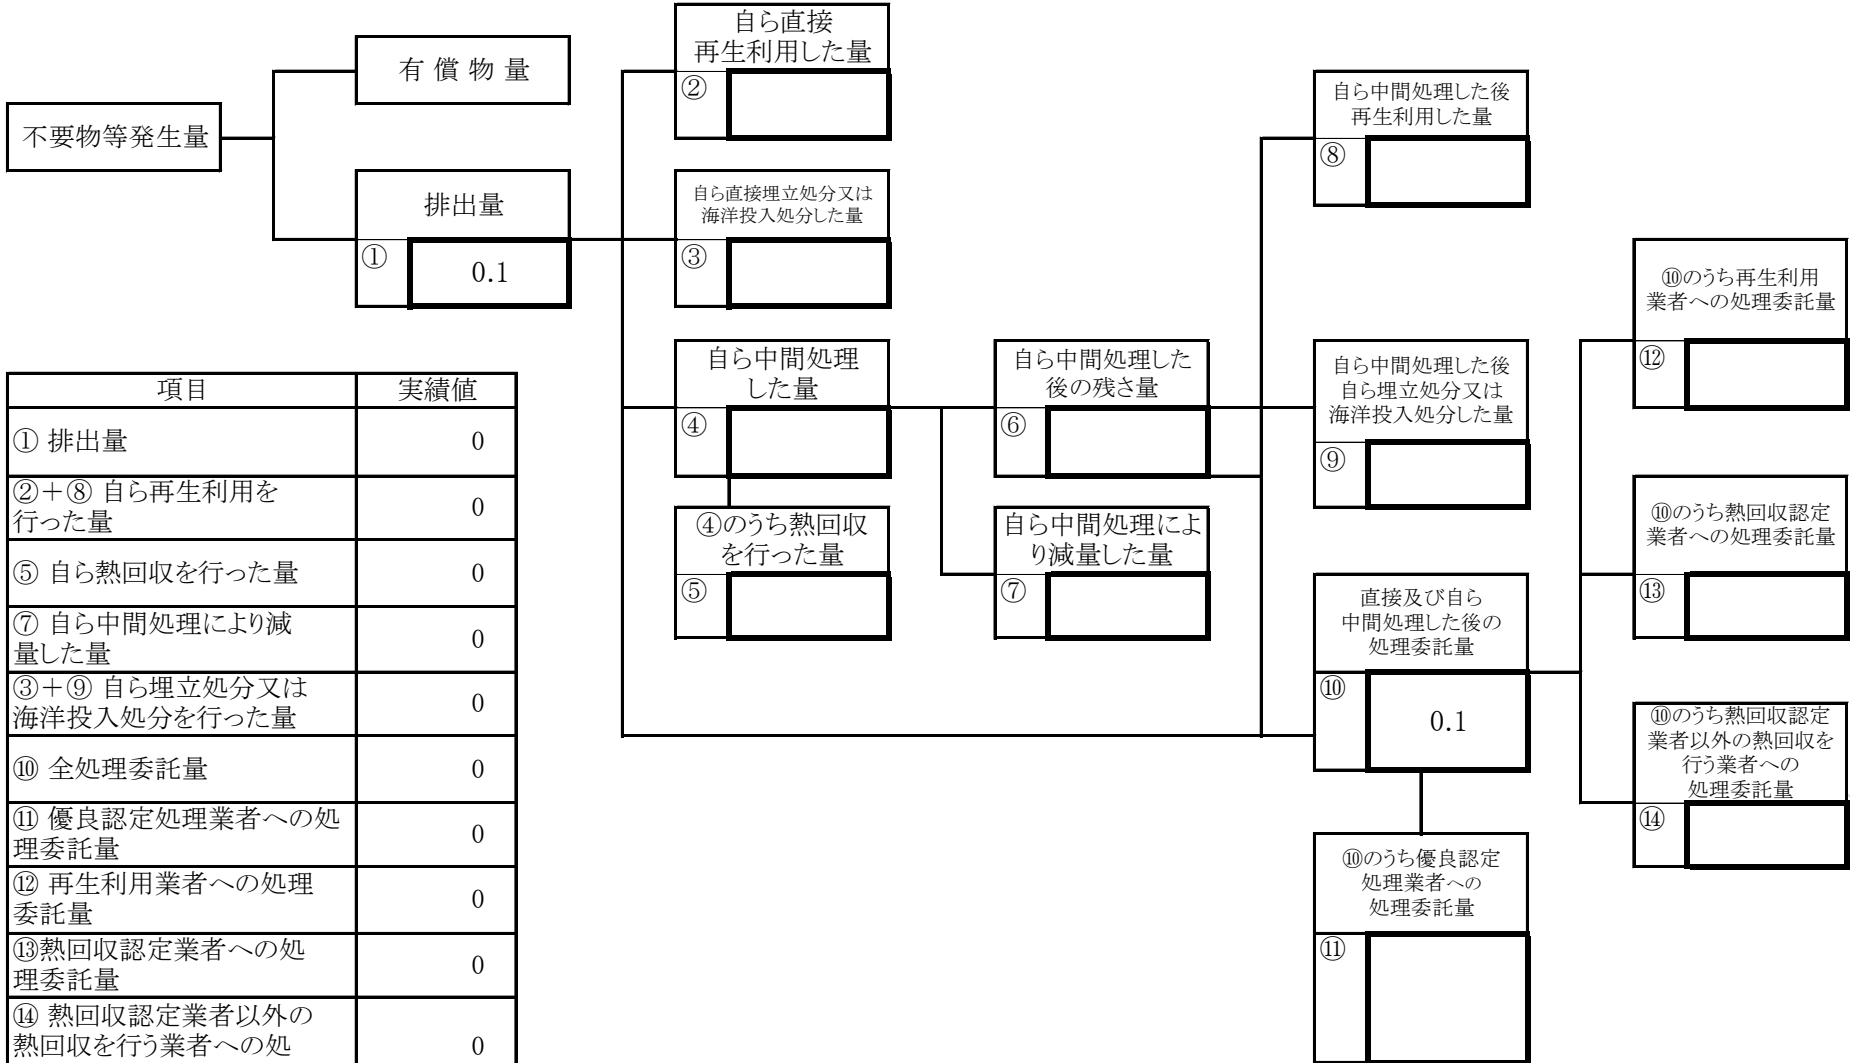 不要物等発生量
有 償 物 量
排出量
①
0.1
自ら直接
再生利用した量
②
自ら直接埋立処分又は
海洋投入処分した量
③
自ら中間処理
した量
④
④のうち熱回収
を行った量
⑤
自ら中間処理した
後の残さ量
⑥
自ら中間処理によ
り減量した量
⑦
自ら中間処理した後
再生利用した量
⑧
自ら中間処理した後
自ら埋立処分又は
海洋投入処分した量
⑨
直接及び自ら
中間処理した後の
処理委託量
⑩
0.1
⑩のうち優良認定
処理業者への
処理委託量
⑪
⑩のうち再生利用
業者への処理委託量
⑫
⑩のうち熱回収認定
業者への処理委託量
⑬
⑩のうち熱回収認定
業者以外の熱回収を
行う業者への
処理委託量
⑭
項目 実績値
① 排出量 0
②+⑧ 自ら再生利用を
行った量 0
⑤ 自ら熱回収を行った量 0
⑦ 自ら中間処理により減
量した量 0
③+⑨ 自ら埋立処分又は
海洋投入処分を行った量 0
⑩ 全処理委託量 0
⑪ 優良認定処理業者への処
理委託量 0
⑫ 再生利用業者への処理
委託量 0
⑬熱回収認定業者への処
理委託量 0
⑭ 熱回収認定業者以外の
熱回収を行う業者への処 0